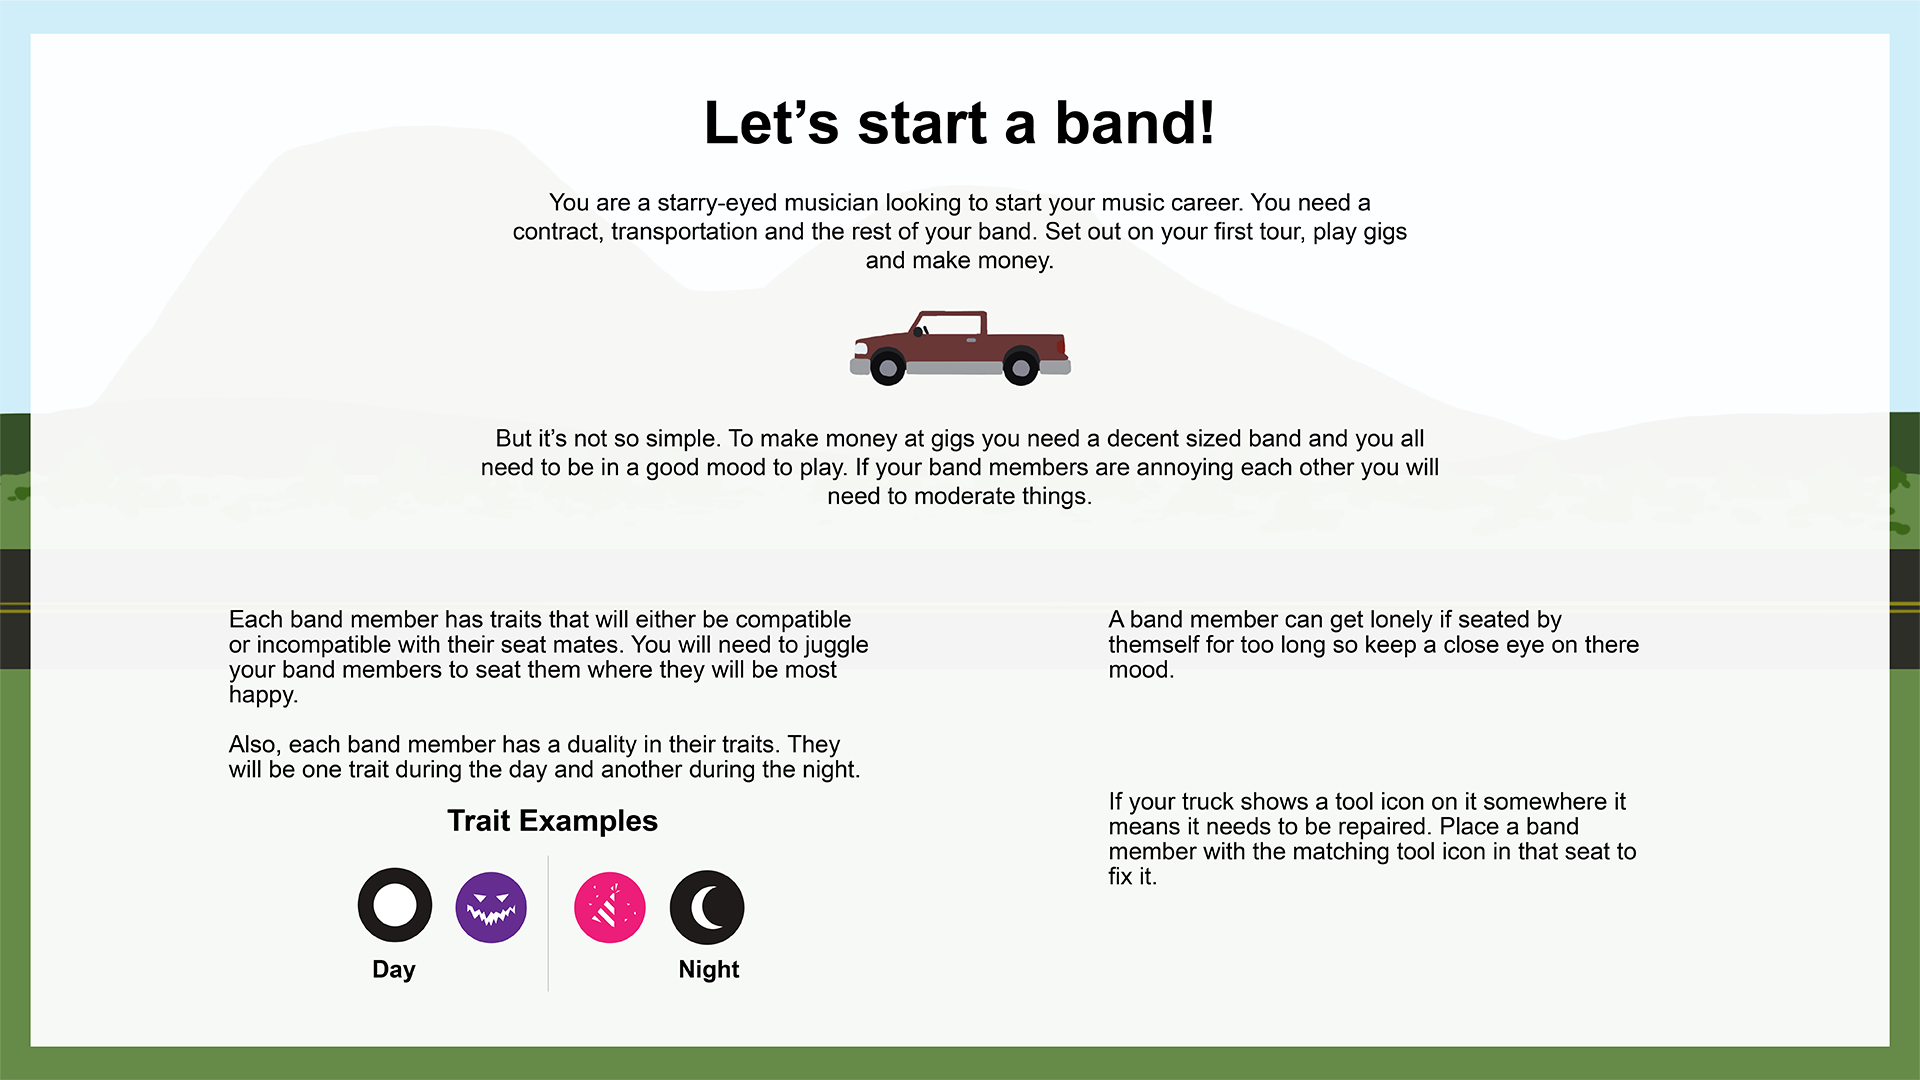 Let’s start a band!
You are a starry-eyed musician looking to start your music career. You need a
contract, transportation and the rest of your band. Set out on your first tour, play gigs
and make money.
But it’s not so simple. To make money at gigs you need a decent sized band and you all
need to be in a good mood to play. If your band members are annoying each other you will
need to moderate things.
Each band member has traits that will either be compatible
or incompatible with their seat mates. You will need to juggle
your band members to seat them where they will be most
happy.
Also, each band member has a duality in their traits. They
will be one trait during the day and another during the night.
Trait Examples
Day
Night
A band member can get lonely if seated by
themself for too long so keep a close eye on there
mood.
If your truck shows a tool icon on it somewhere it
means it needs to be repaired. Place a band
member with the matching tool icon in that seat to
fix it.